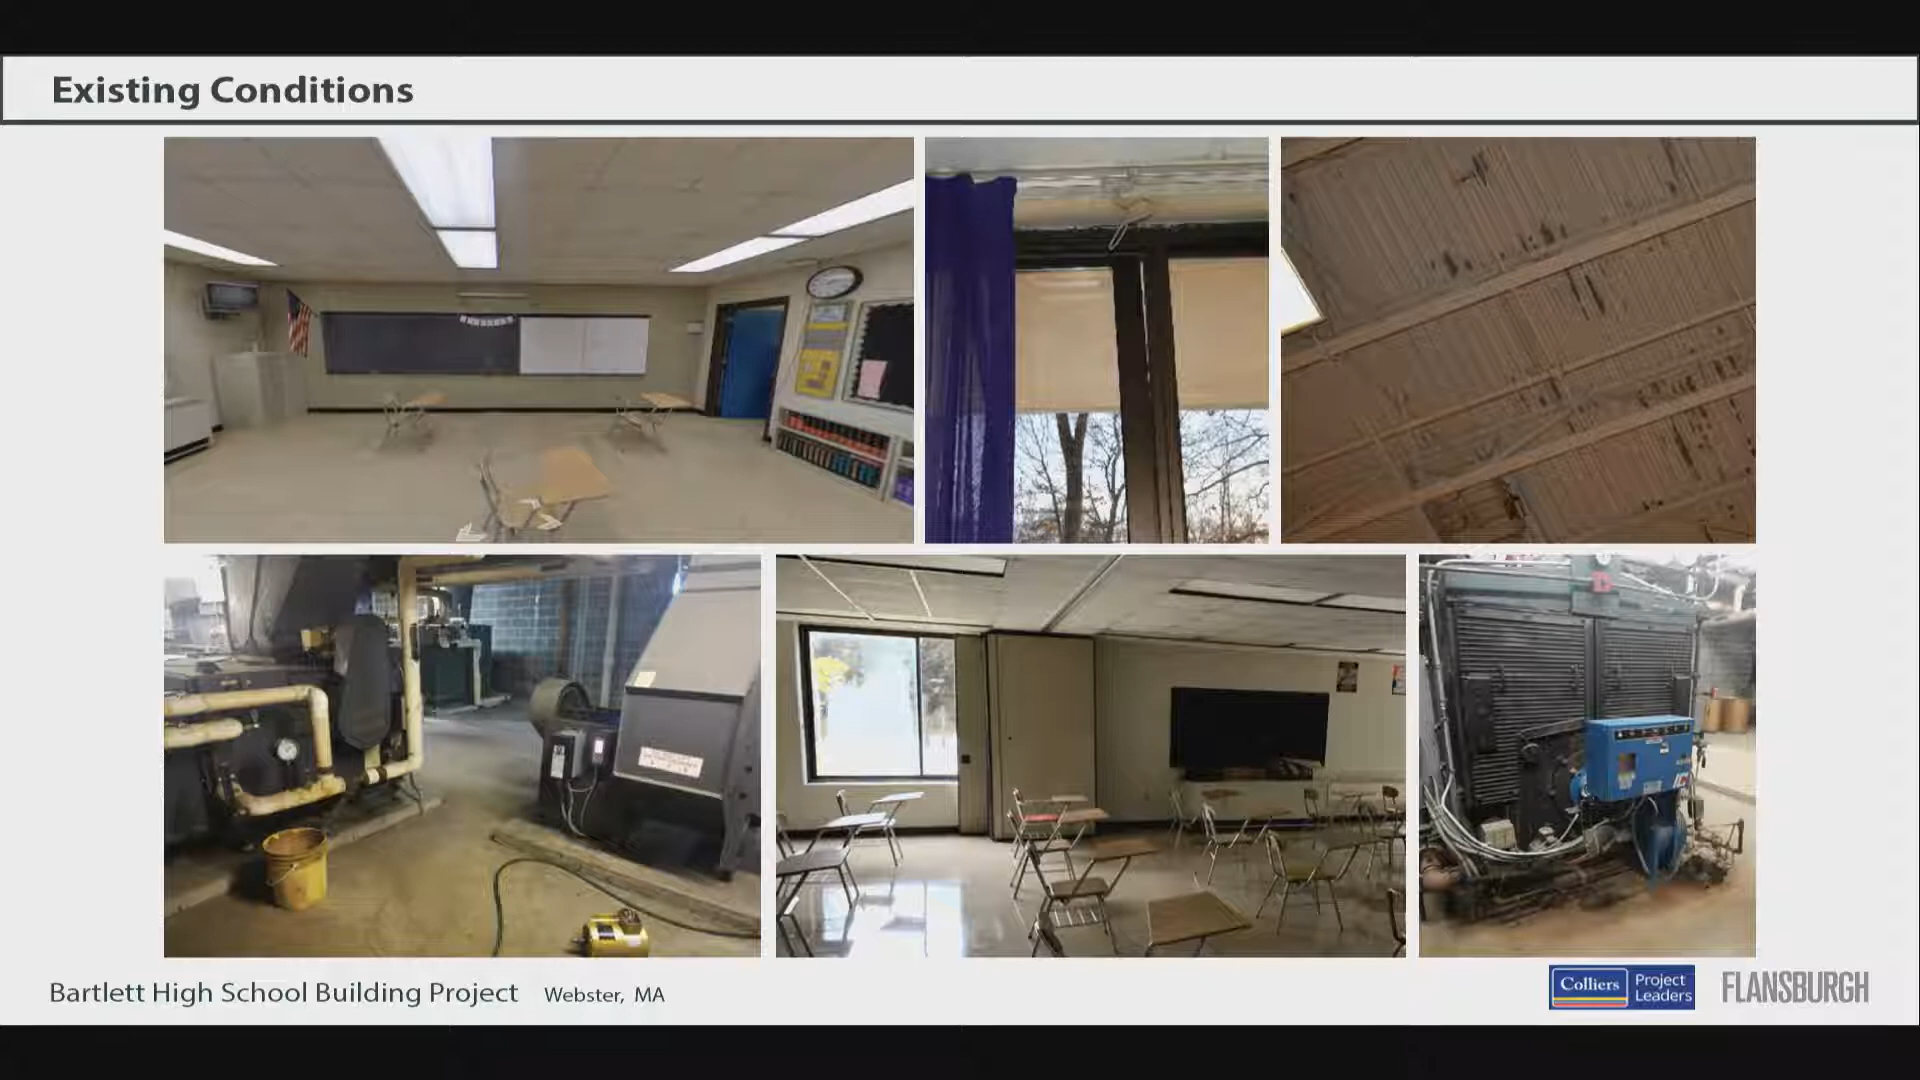 Existing Conditions
Bartlett High School Building Project Webster, MA
Colliers
Project
Leaders
FLANSBURGH